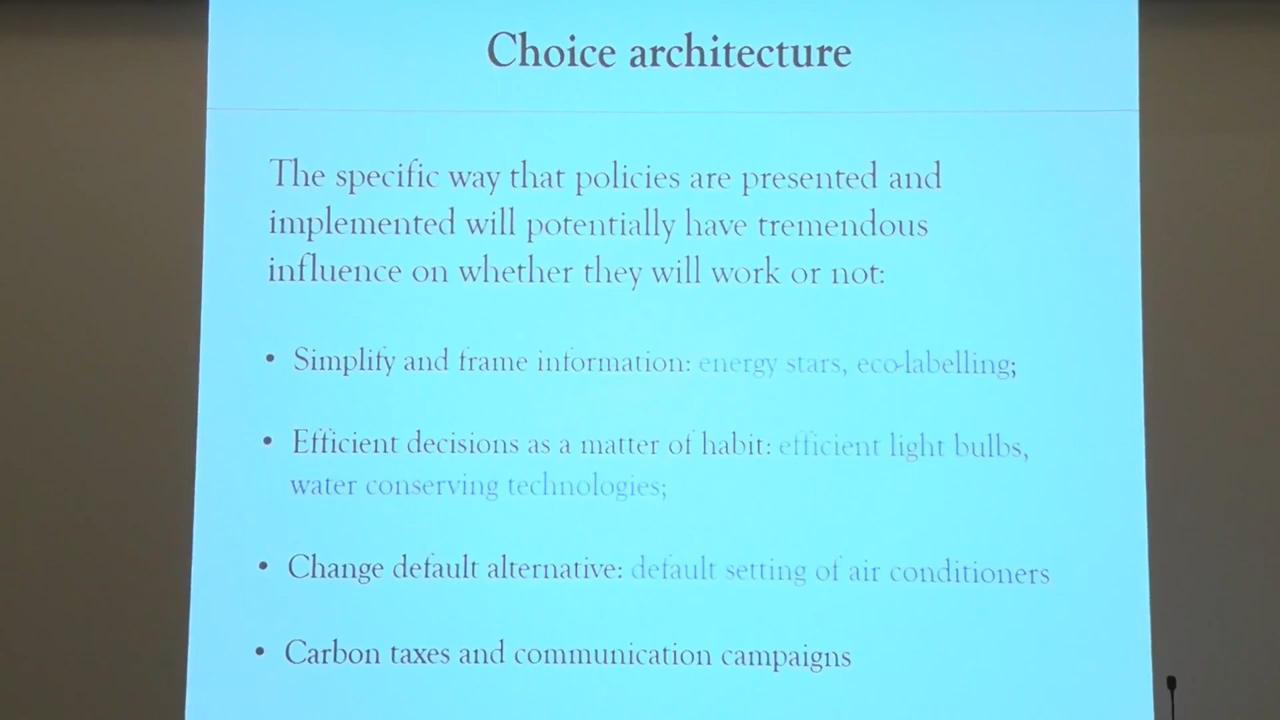 Choice architecture
The specific way that policies are presented and
implemented will potentially have tremendous
influence on whether they will work or not:
• Simplify and frame information: energy stars, eco-labelling;
• Efficient decisions as a matter of habit: efficient light bulbs,
water conserving technologies;
• Change default alternative: default setting of air conditioners
• Carbon taxes and communication campaigns